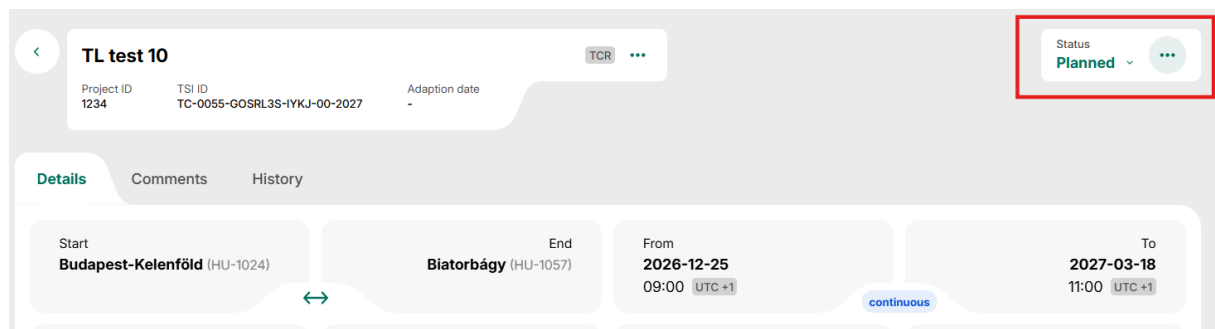 TL test 10
TCR
Project ID TSI ID Adaption date
1234 TC-0055-GOSRL3S-IYKJ-00-2027 -
Status
Planned
Details Comments History
Start End From To
Budapest-Kelenföld (HU-1024) Biatorbágy (HU-1057) 2026-12-25 2027-03-18
09:00 UTC +1 11:00 UTC +1
continuous